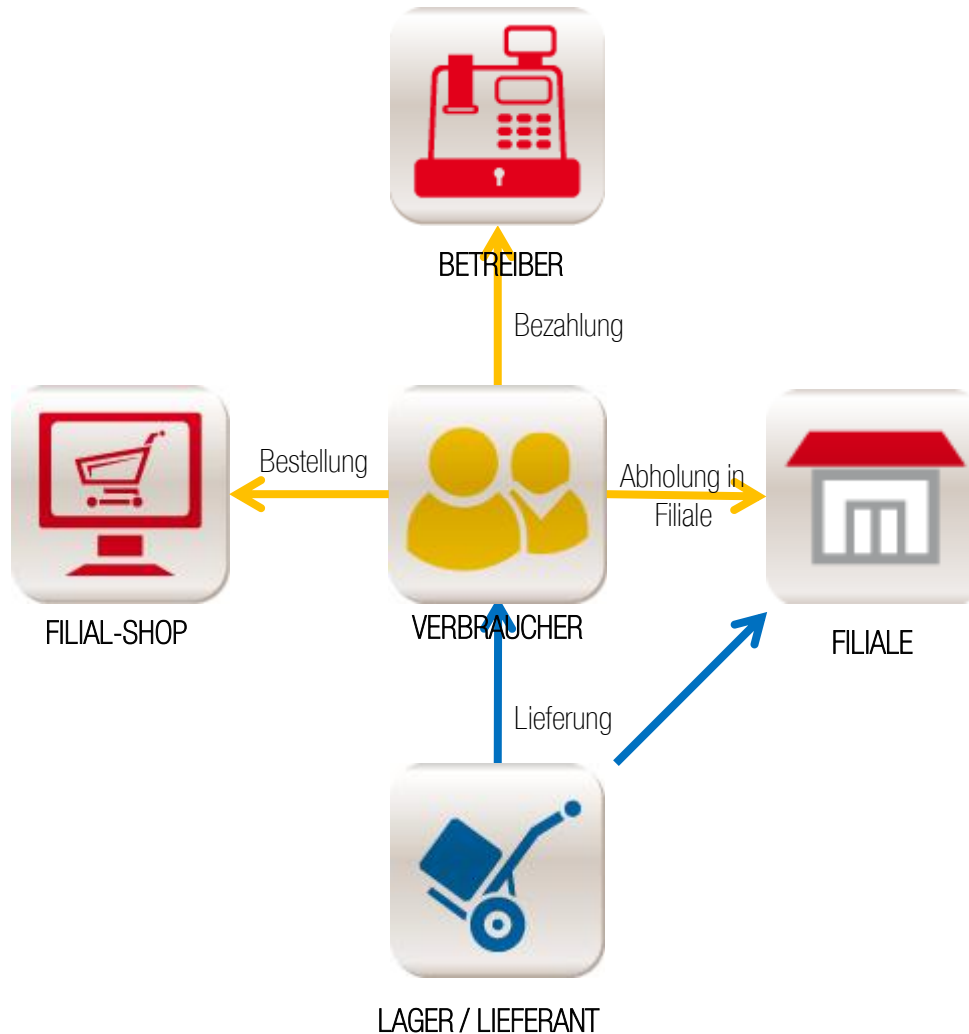 BETREIBER
Bezahlung
Bestellung
Abholung in
Filiale
FILIAL-SHOP
VERBRAUCHER
FILIALE
Lieferung
LAGER / LIEFERANT